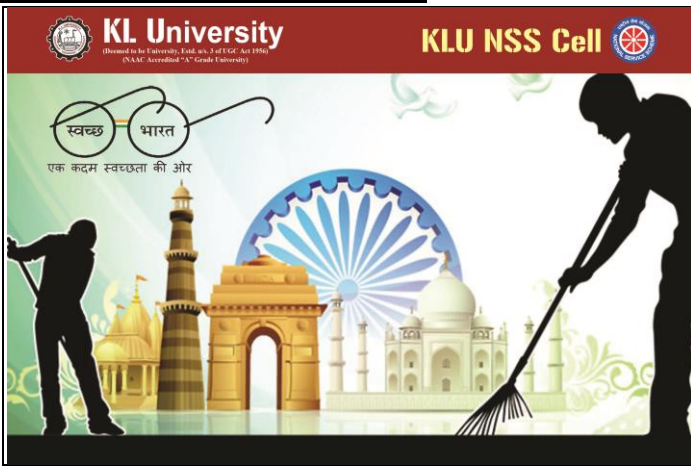 KL University
(Deemed to be University, Estd. u/s. 3 of UGC Act 1956)
(NAAC Accredited "A" Grade University)
KLU NSS Cell
स्वच्छ भारत
एक कदम स्वच्छता की ओर